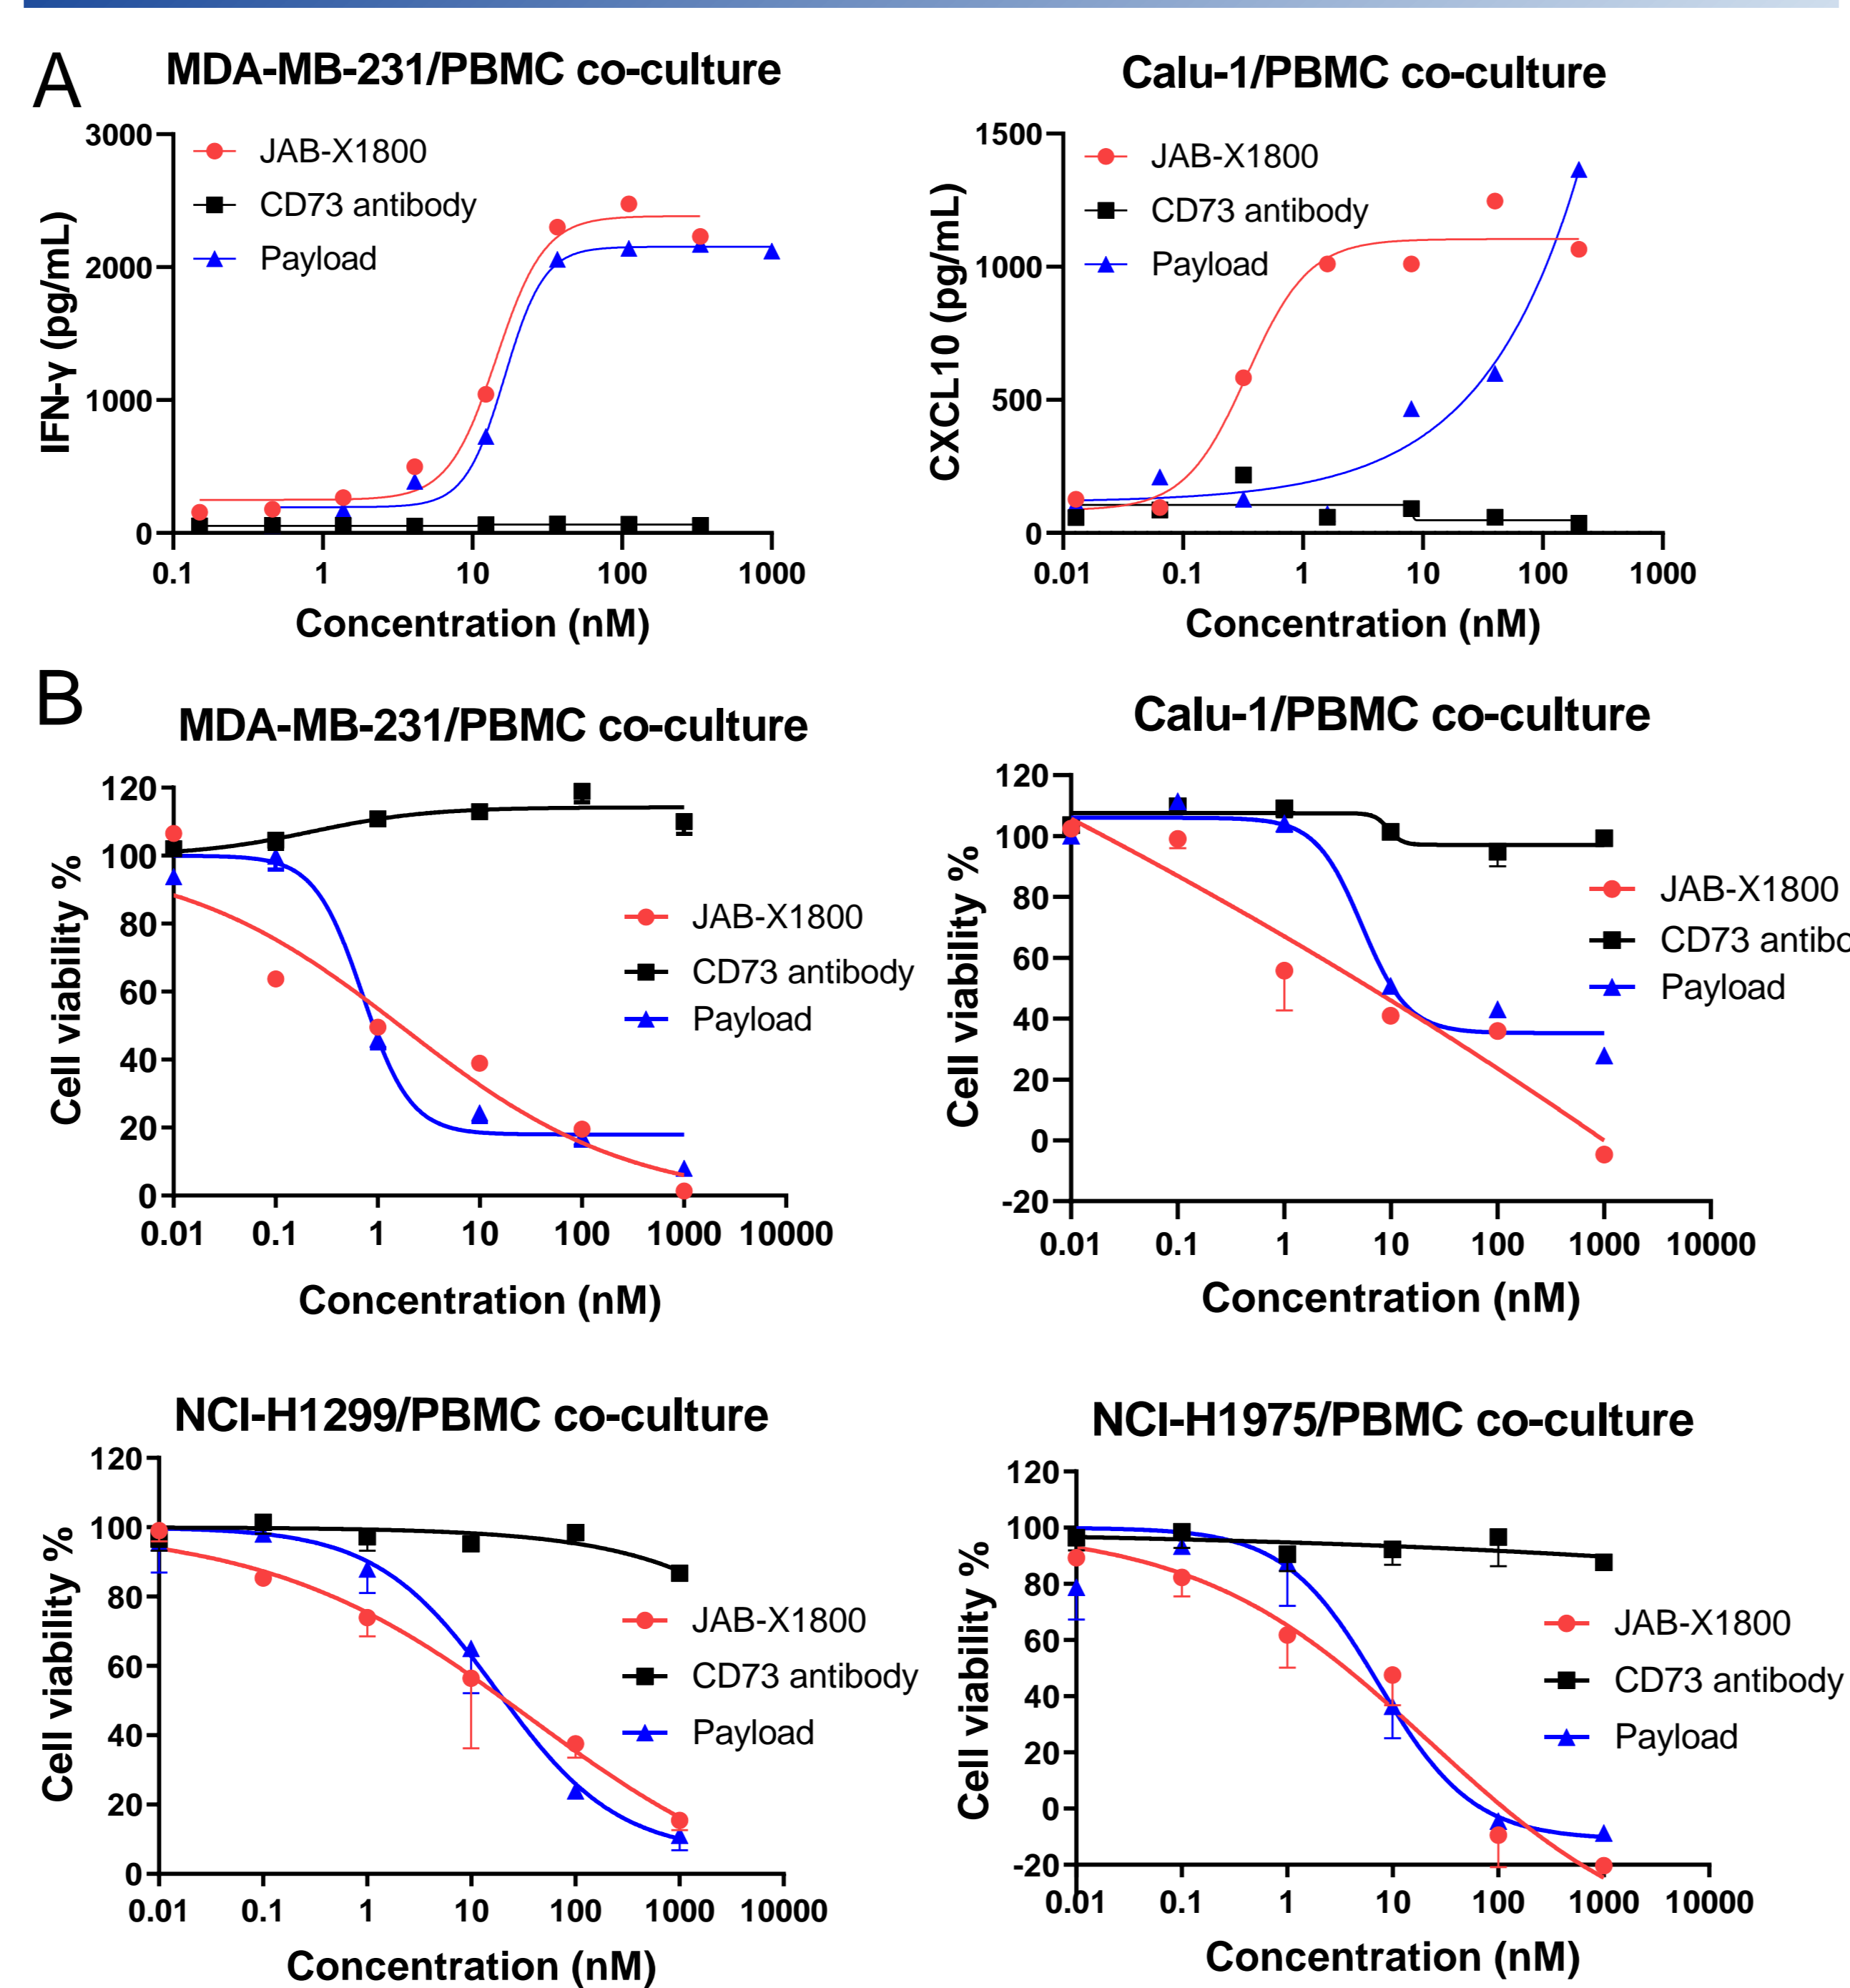 A
MDA-MB-231/PBMC co-culture
3000
2000
1000
0
IFN-γ (pg/mL)
JAB-X1800
CD73 antibody
Payload
0.1 1 10 100 1000
Concentration (nM)
Calu-1/PBMC co-culture
1500
1000
500
0
CXCL10 (pg/mL)
JAB-X1800
CD73 antibody
Payload
0.01 0.1 1 10 100 1000
Concentration (nM)
B
MDA-MB-231/PBMC co-culture
120
100
80
60
40
20
0
Cell viability %
JAB-X1800
CD73 antibody
Payload
0.01 0.1 1 10 100 1000 10000
Concentration (nM)
Calu-1/PBMC co-culture
120
100
80
60
40
20
0
-20
Cell viability %
JAB-X1800
CD73 antibo
Payload
0.01 0.1 1 10 100 1000 10000
Concentration (nM)
NCI-H1299/PBMC co-culture
120
100
80
60
40
20
0
Cell viability %
JAB-X1800
CD73 antibody
Payload
0.01 0.1 1 10 100 1000 10000
Concentration (nM)
NCI-H1975/PBMC co-culture
120
100
80
60
40
20
0
-20
Cell viability %
JAB-X1800
CD73 antibody
Payload
0.01 0.1 1 10 100 1000 10000
Concentration (nM)